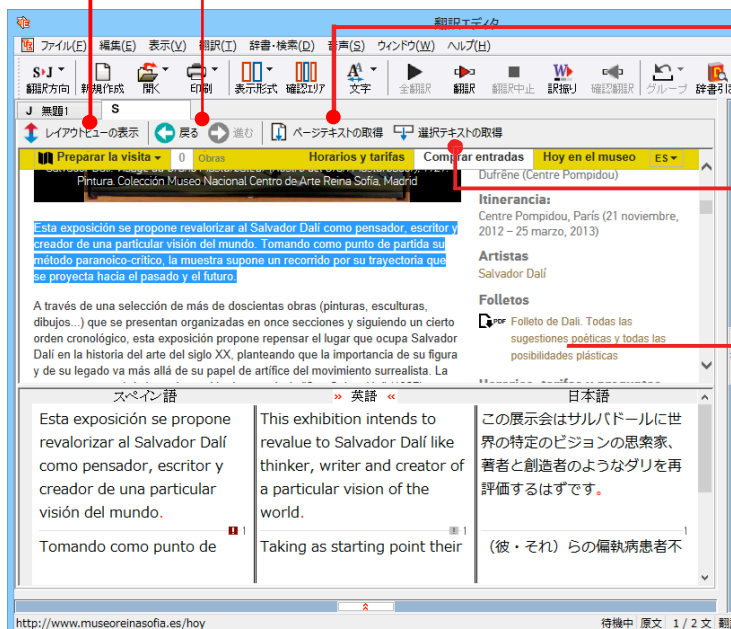 翻訳エディタ
ファイル(F) 編集(E) 表示(V) 翻訳(T) 辞書・検索(D) 音声(S) ウィンドウ(W) ヘルプ(H)
S▸J
翻訳方向 新規作成 開く 印刷 表示形式 確認エリア 文字 全翻訳 翻訳 翻訳中止 訳振り 確認翻訳 グループ
J 無題1 S
レイアウトビューの表示 戻る 進む ページテキストの取得 選択テキストの取得
Preparar la visita 0 Obras Horarios y tarifas Comprar entradas Hoy en el museo ES
Pintura. Colección Museo Nacional Centro de Arte Reina Sofía, Madrid
Dufrêne (Centre Pompidou)
Itinerancia:
Centre Pompidou, París (21 noviembre,
2012 – 25 marzo, 2013)
Artistas
Salvador Dalí
Folletos
PDF Folleto de Dali. Todas las
sugestiones poéticas y todas las
posibilidades plásticas
Esta exposición se propone revalorizar al Salvador Dalí como pensador, escritor y
creador de una particular visión del mundo. Tomando como punto de partida su
método paranoico-crítico, la muestra supone un recorrido por su trayectoria que
se proyecta hacia el pasado y el futuro.
A través de una selección de más de doscientas obras (pinturas, esculturas,
dibujos...) que se presentan organizadas en once secciones y siguiendo un cierto
orden cronológico, esta exposición propone repensar el lugar que ocupa Salvador
Dalí en la historia del arte del siglo XX, planteando que la importancia de su figura
y de su legado va más allá de su papel de artífice del movimiento surrealista. La
スペイン語
Esta exposición se propone
revalorizar al Salvador Dalí
como pensador, escritor y
creador de una particular
visión del mundo.
1
Tomando como punto de
» 英語 «
This exhibition intends to
revalue to Salvador Dalí like
thinker, writer and creator of
a particular vision of the
world.
1
Taking as starting point their
日本語
この展示会はサルバドールに世
界の特定のビジョンの思索家、
著者と創造者のようなダリを再
評価するはずです。
1
（彼・それ）らの偏執病患者不
http://www.museoreinasofia.es/hoy
待機中 原文 1 / 2 文